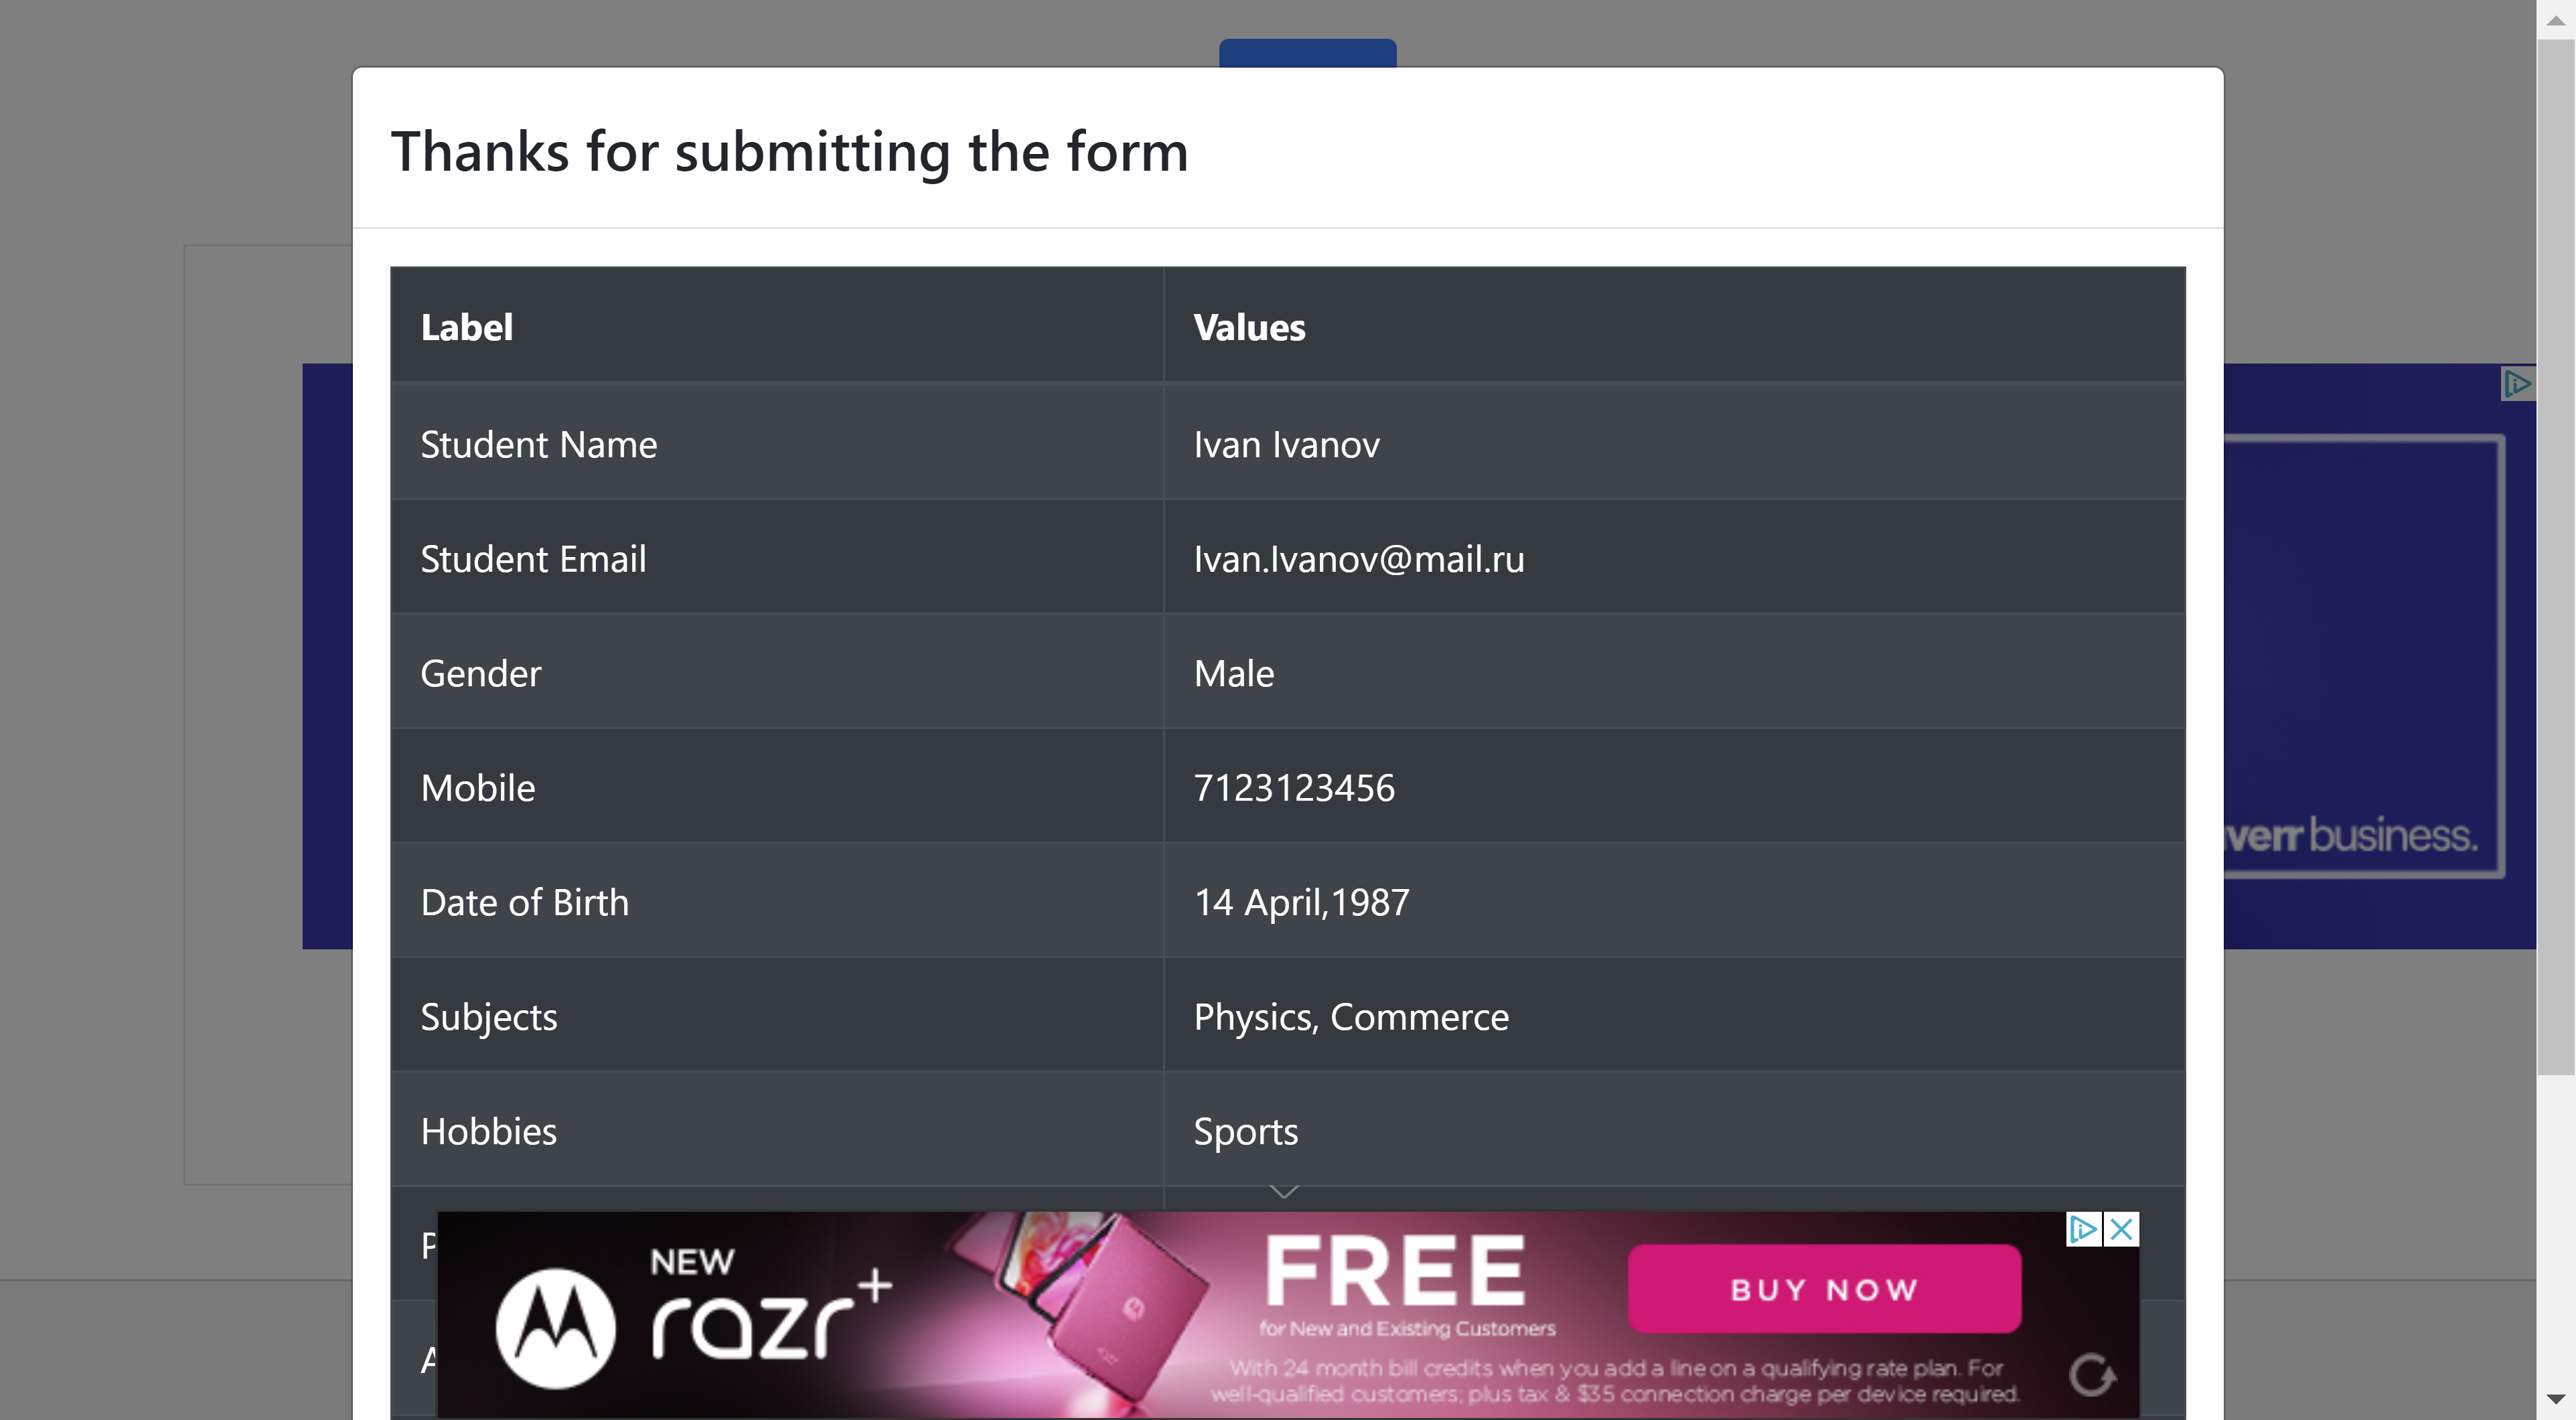 Thanks for submitting the form
Label Values
Student Name Ivan Ivanov
Student Email Ivan.Ivanov@mail.ru
Gender Male
Mobile 7123123456
Date of Birth 14 April,1987
Subjects Physics, Commerce
Hobbies Sports
verr business.
P
A
NEW
razr+
FREE
for New and Existing Customers
With 24 month bill credits when you add a line on a qualifying rate plan. For
well-qualified customers; plus tax & $35 connection charge per device required.
BUY NOW